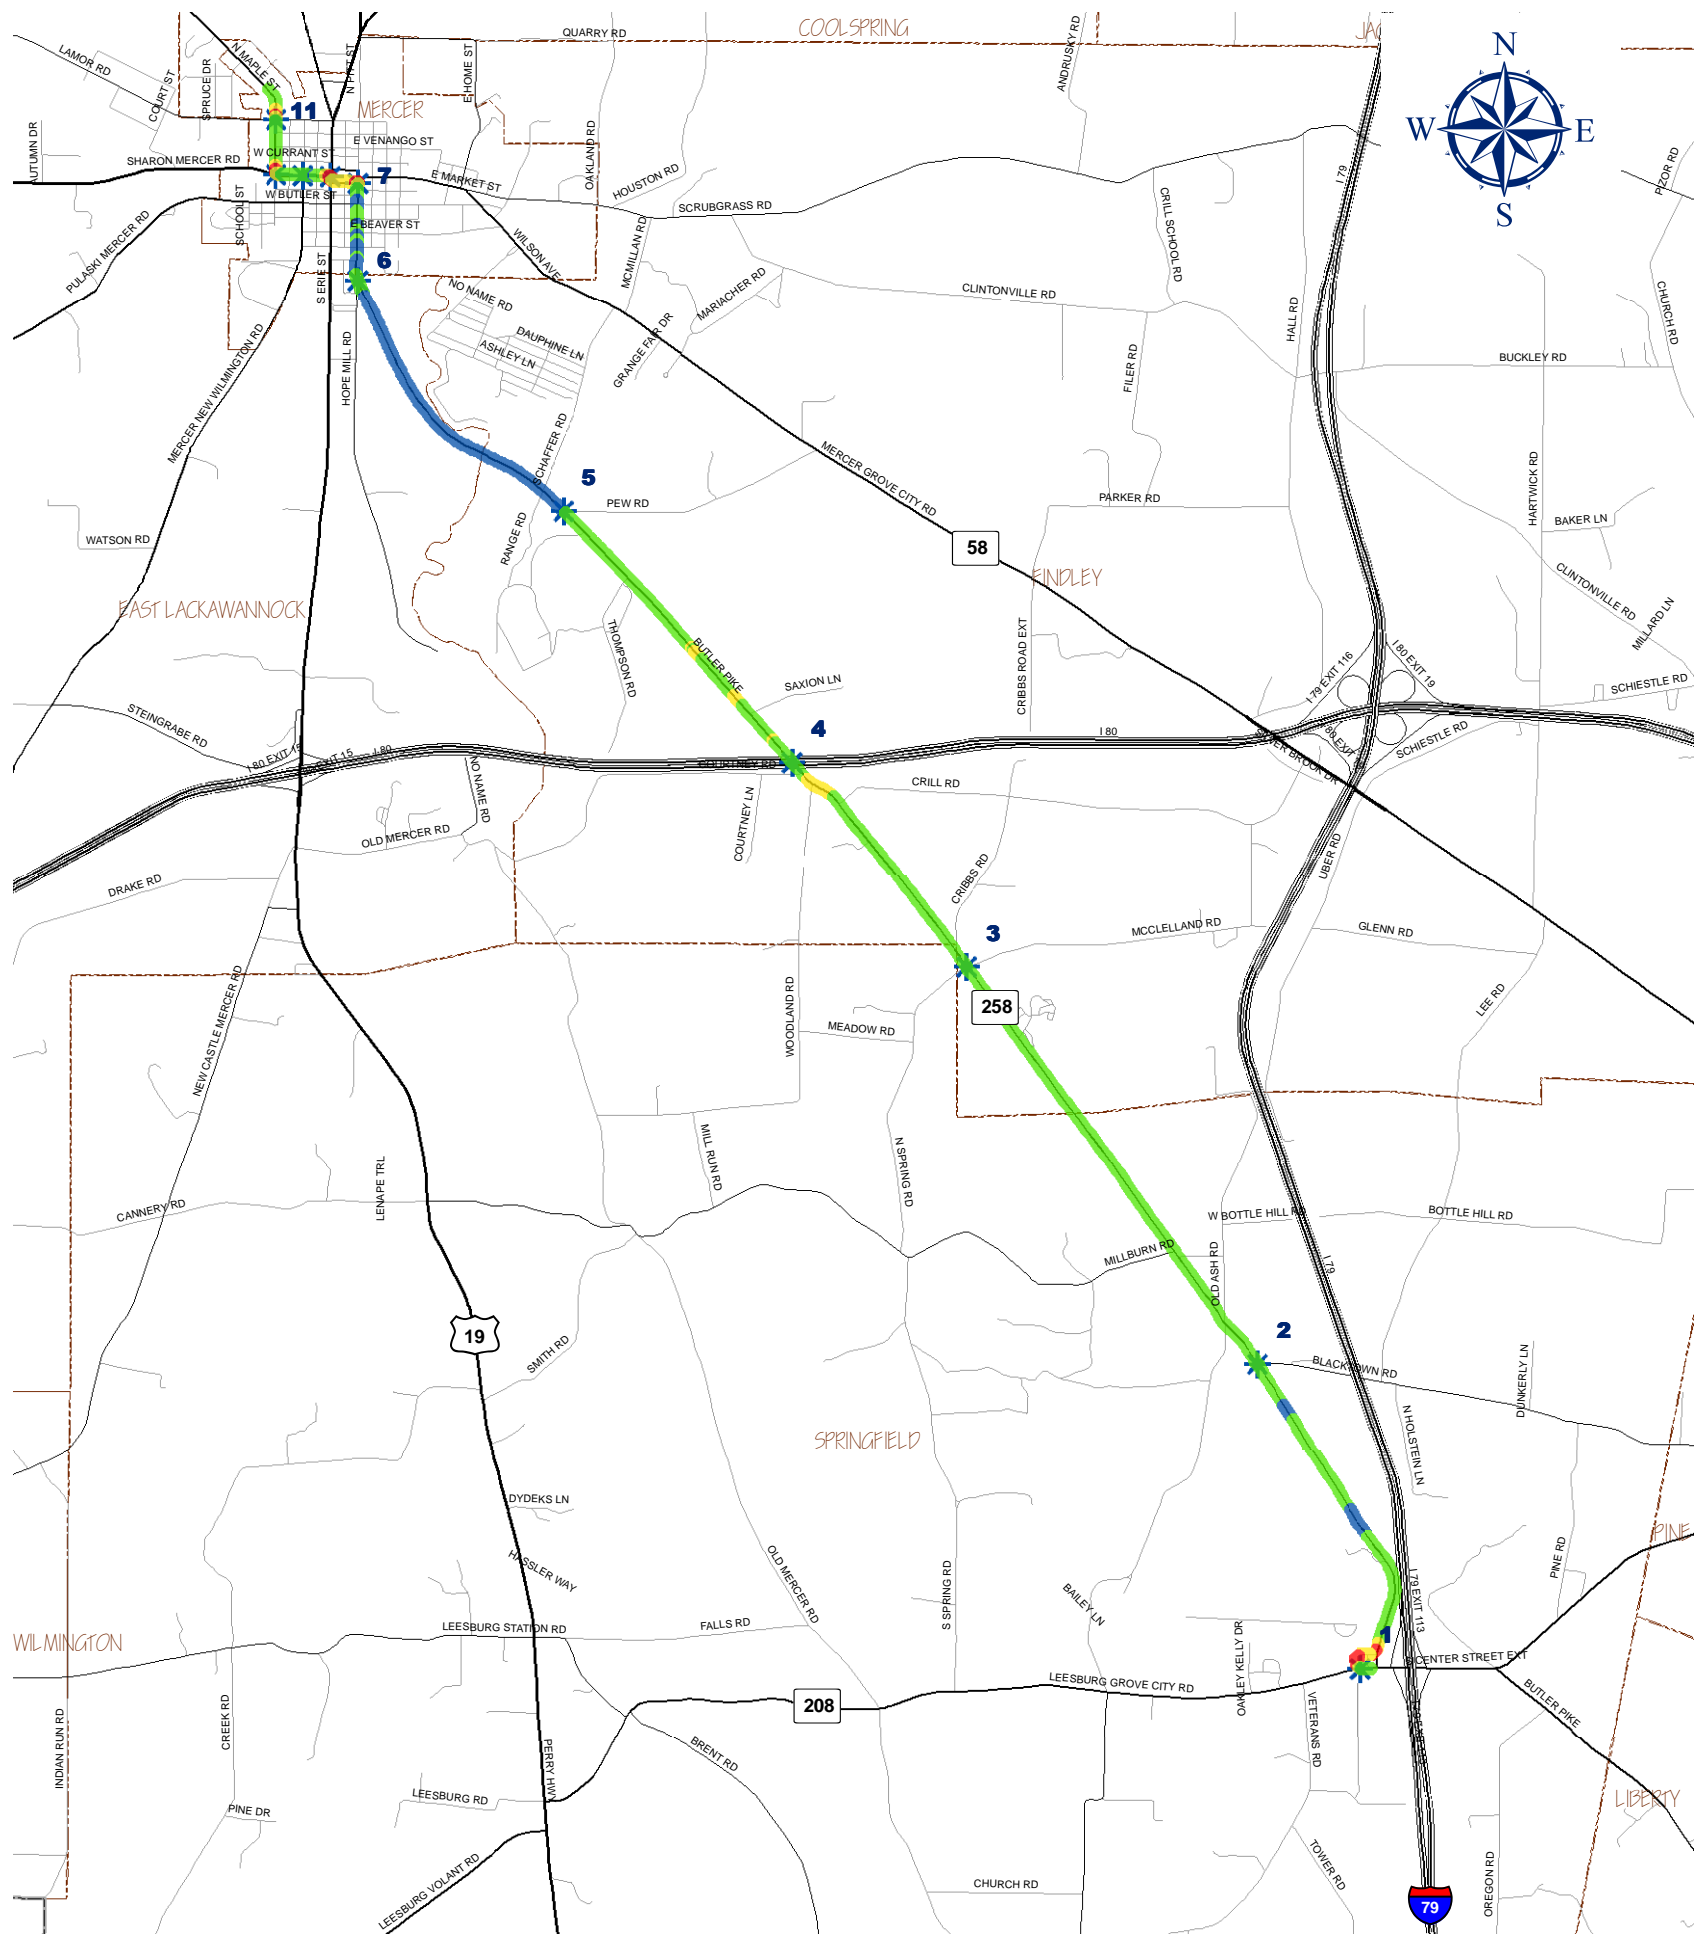 COOLSPRING
QUARRY RD
ANDRUSKY RD
N PITT ST
E HOME ST
N MAPLE ST
LAMOR RD
SPRUCE DR
COURT ST
N
W
E
S
11
MERCER
AUTUMN DR
E VENANGO ST
W CURRANT ST
SHARON MERCER RD
OAKLAND RD
I 79
PIZOR RD
7
E MARKET ST
HOUSTON RD
W BUTLER ST
SCHOOL ST
SCRUBGRASS RD
CRILL SCHOOL RD
E BEAVER ST
PULASKI MERCER RD
WILSON AVE
MCMILLAN RD
6
S ERIE ST
NO NAME RD
MARIACHER RD
CLINTONVILLE RD
HALL RD
CHURCH RD
MERCER NEW WILMINGTON RD
HOPE MILL RD
DAUPHINE LN
ASHLEY LN
GRANGE FAIR DR
FILER RD
BUCKLEY RD
SCHAFFER RD
MERCER GROVE CITY RD
5
PEW RD
PARKER RD
HARTWICK RD
BAKER LN
WATSON RD
RANGE RD
58
FINDLEY
CLINTONVILLE RD
EAST LACKAWANNOCK
MILLARD LN
THOMPSON RD
BUTLER PIKE
CRIBBS ROAD EXT
I 79 EXIT 116
I 80 EXIT 19
SAXION LN
SCHIESTLE RD
STEINGRABE RD
4
I 80
I 80
SCHIESTLE RD
COURTNEY RD
CRILL RD
NO NAME RD
COURTNEY LN
OLD MERCER RD
UBER RD
DRAKE RD
CRIBBS RD
3
MCCLELLAND RD
GLENN RD
NEW CASTLE MERCER RD
WOODLAND RD
258
LEE RD
MEADOW RD
MILL RUN RD
N SPRING RD
LENAPE TRL
CANNERY RD
W BOTTLE HILL RD
BOTTLE HILL RD
MILLBURN RD
OLD ASH RD
I 79
19
2
SMITH RD
BLACKTOWN RD
DUNKERLY LN
N HOLSTEIN LN
SPRINGFIELD
DYDEKS LN
PINE
HASSLER WAY
OLD MERCER RD
S SPRING RD
BAILEY LN
PINE RD
I 79 EXIT 113
WILMINGTON
LEESBURG STATION RD
FALLS RD
OAKLEY KELLY DR
1
S CENTER STREET EXT
LEESBURG GROVE CITY RD
208
VETERANS RD
BUTLER PIKE
INDIAN RUN RD
CREEK RD
PERRY HWY
BRENT RD
LEESBURG RD
LIBERTY
PINE DR
LEESBURG VOLANT RD
TOWER RD
CHURCH RD
OREGON RD
79